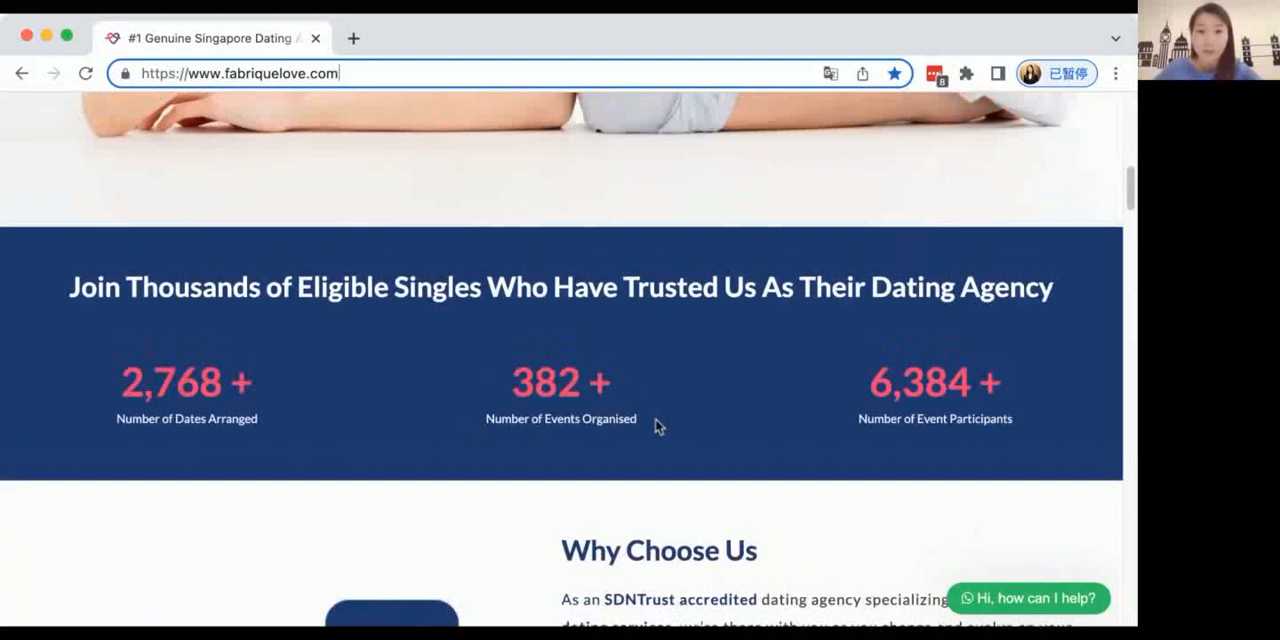 #1 Genuine Singapore Dating
https://www.fabriquelove.com
8
已暂停
Join Thousands of Eligible Singles Who Have Trusted Us As Their Dating Agency
2,768 +
382 +
6,384 +
Number of Dates Arranged
Number of Events Organised
Number of Event Participants
Why Choose Us
As an SDNTrust accredited dating agency specializing
Hi, how can I help?